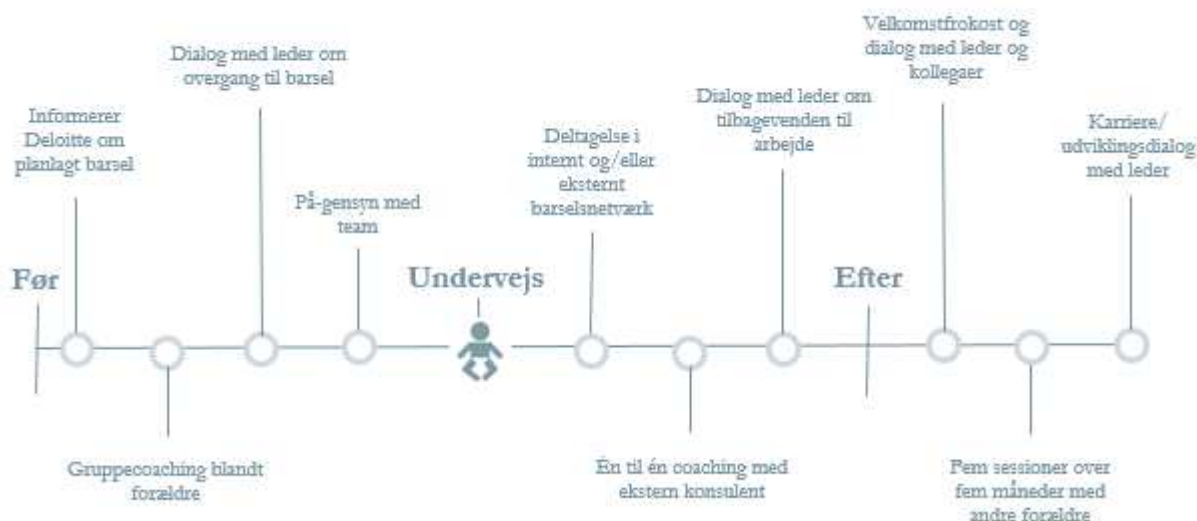 Informerer
Deloitte om
planlagt barsel
Dialog med leder om
overgang til barsel
På-gensyn med
team
Deltagelse i
internt og/eller
eksternt
barselsnetværk
Dialog med leder om
tilbagevenden til
arbejde
Velkomstfrokost og
dialog med leder og
kollegaer
Karriere/
udviklingsdialog
med leder
Før
Undervejs
Efter
Gruppecoaching blandt
forældre
Én til én coaching med
ekstern konsulent
Fem sessioner over
fem måneder med
andre forældre